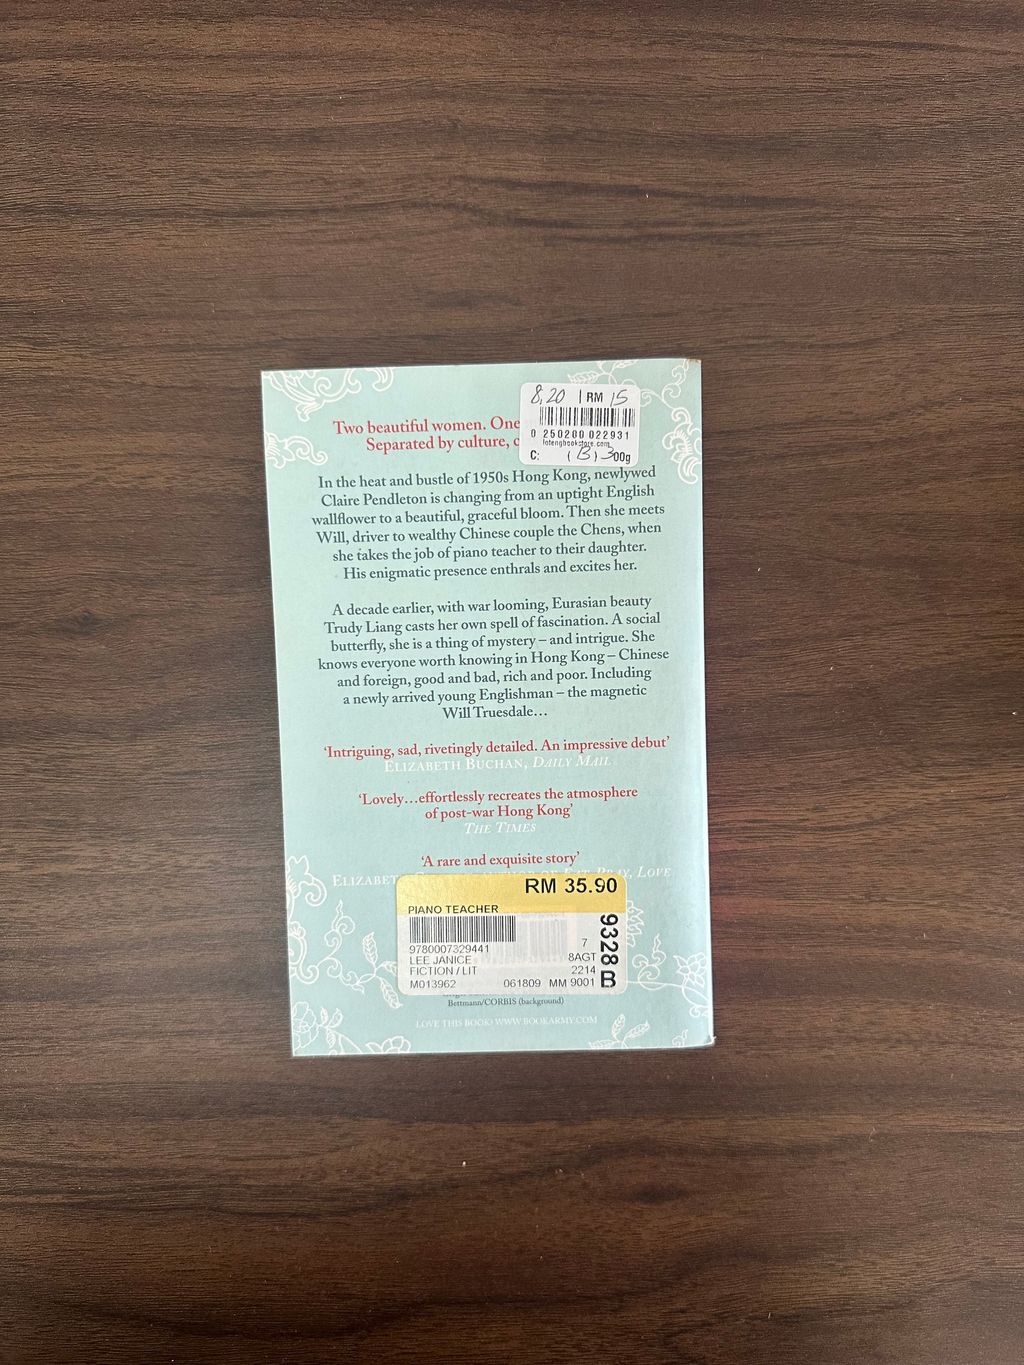 8.20 | RM 15
0 250200 022931
lotengbookstore.com
C: (B) 300g
Two beautiful women. One
Separated by culture,
In the heat and bustle of 1950s Hong Kong, newlywed
Claire Pendleton is changing from an uptight English
wallflower to a beautiful, graceful bloom. Then she meets
Will, driver to wealthy Chinese couple the Chens, when
she takes the job of piano teacher to their daughter.
His enigmatic presence enthrals and excites her.
A decade earlier, with war looming, Eurasian beauty
Trudy Liang casts her own spell of fascination. A social
butterfly, she is a thing of mystery – and intrigue. She
knows everyone worth knowing in Hong Kong – Chinese
and foreign, good and bad, rich and poor. Including
a newly arrived young Englishman – the magnetic
Will Truesdale...
'Intriguing, sad, rivetingly detailed. An impressive debut'
ELIZABETH BUCHAN, DAILY MAIL
'Lovely...effortlessly recreates the atmosphere
of post-war Hong Kong'
THE TIMES
'A rare and exquisite story'
EAT, PRAY, LOVE
RM 35.90
PIANO TEACHER
9780007329441 7
LEE JANICE 8AGT
FICTION / LIT 2214
M013962 061809 MM 9001
9328 B
Bettmann/CORBIS (background)
LOVE THIS BOOK? WWW.BOOKARMY.COM